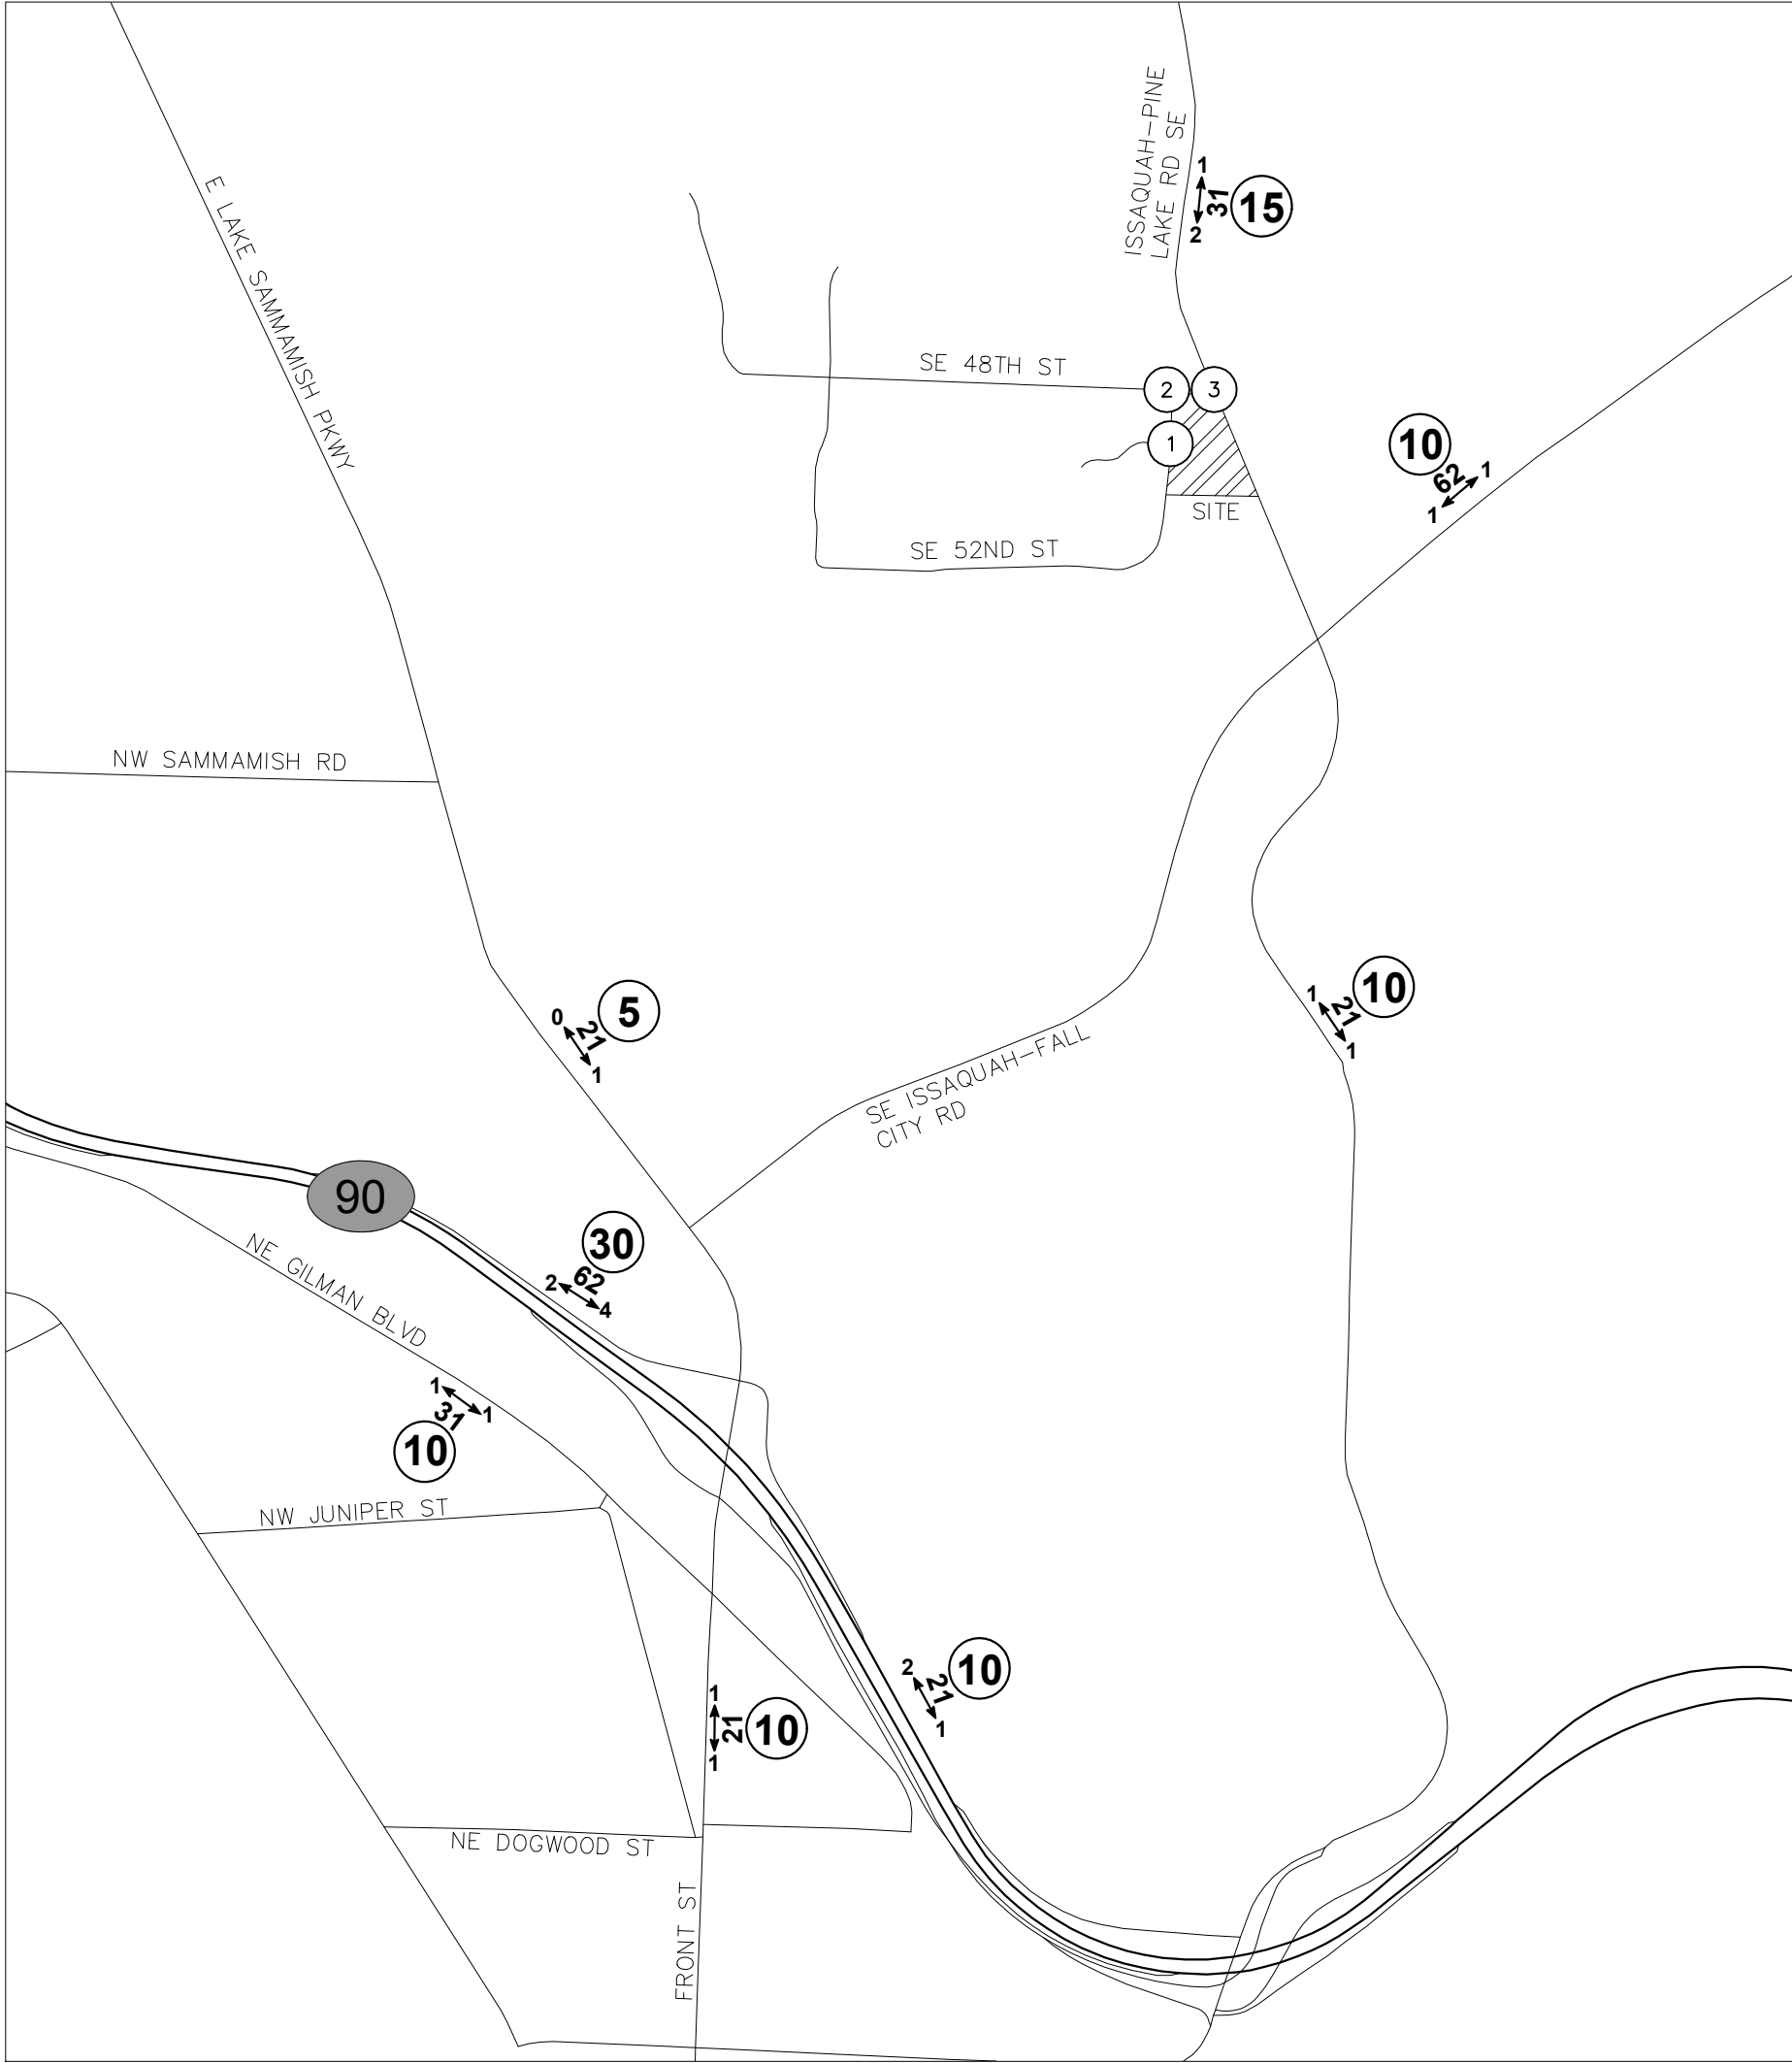 ISSAQUAH-PINE
LAKE RD SE
1
31
2
15
E LAKE SAMMAMISH PKWY
SE 48TH ST
2
3
1
SITE
10
62
1
1
SE 52ND ST
NW SAMMAMISH RD
5
0
21
1
10
1
21
1
SE ISSAQUAH-FALL
CITY RD
90
30
2
62
4
NE GILMAN BLVD
1
31
1
10
NW JUNIPER ST
10
2
21
1
1
21
1
10
NE DOGWOOD ST
FRONT ST